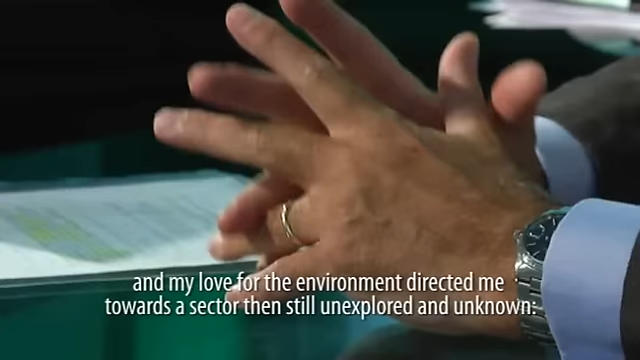 and my love for the environment directed me
towards a sector then still unexplored and unknown: